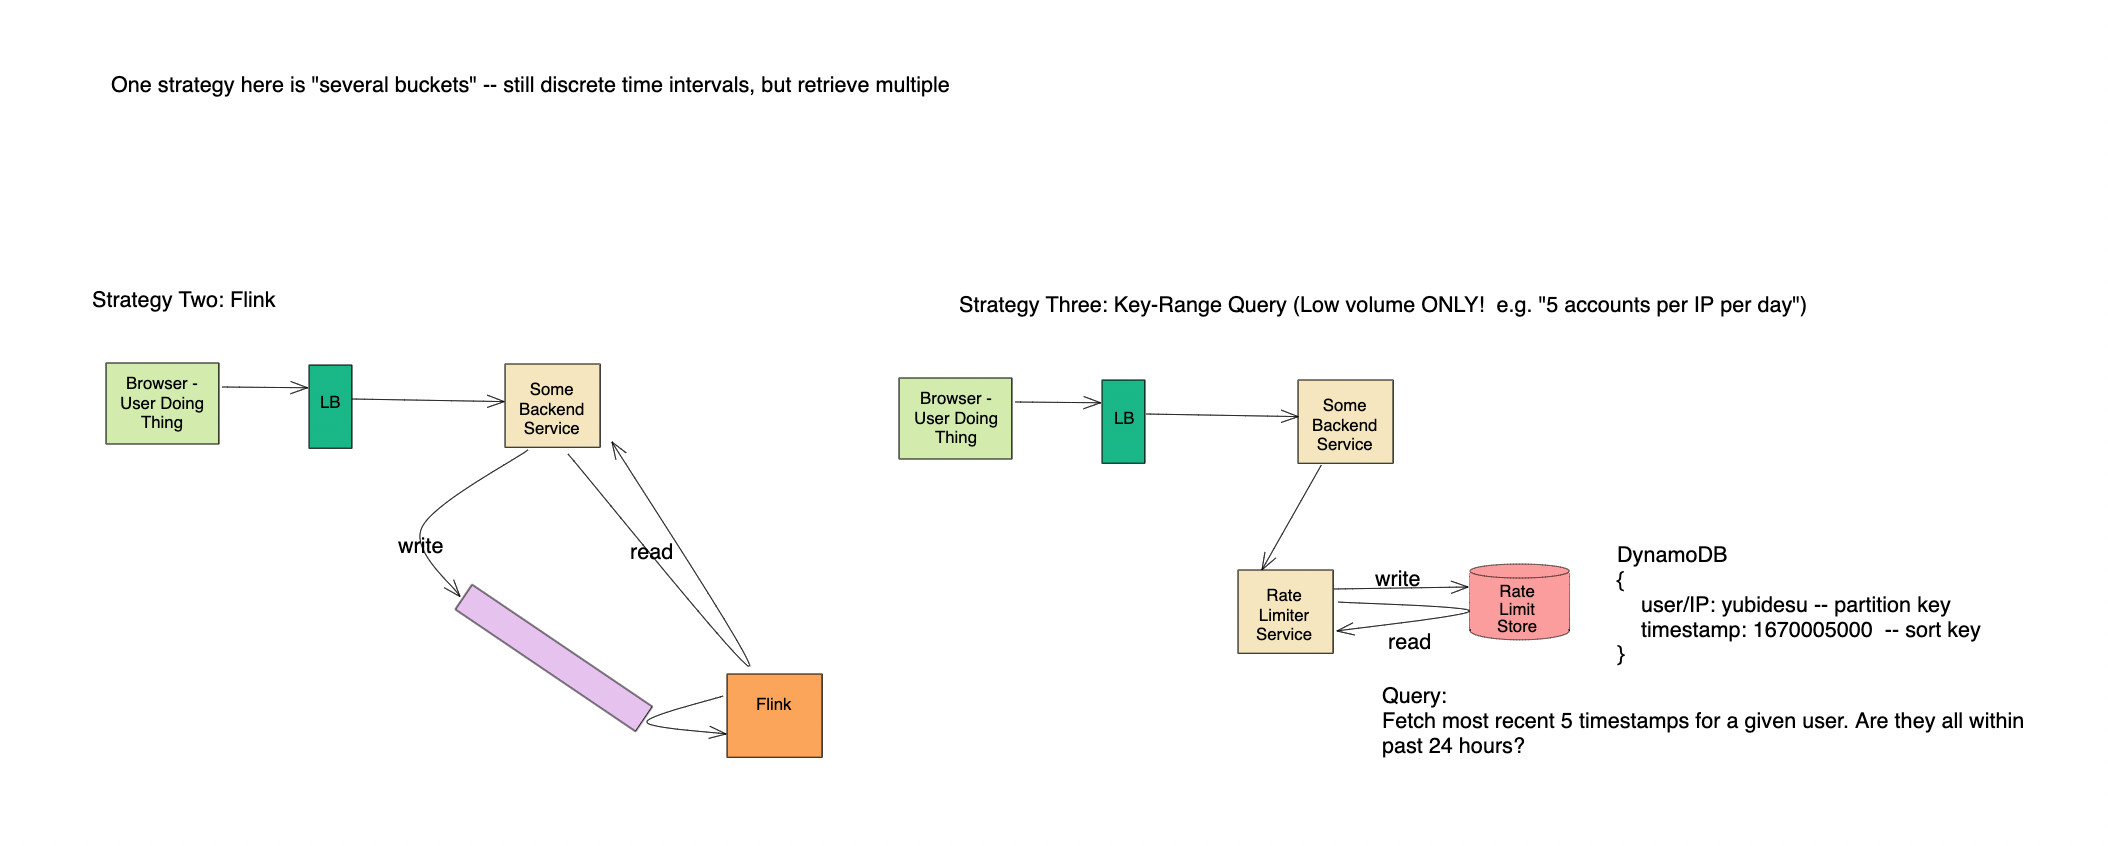 One strategy here is "several buckets" -- still discrete time intervals, but retrieve multiple
Strategy Two: Flink
Browser -
User Doing
Thing
LB
Some
Backend
Service
write
read
Flink
Strategy Three: Key-Range Query (Low volume ONLY!  e.g. "5 accounts per IP per day")
Browser -
User Doing
Thing
LB
Some
Backend
Service
Rate
Limiter
Service
write
read
Rate
Limit
Store
DynamoDB
{
user/IP: yubidesu -- partition key
timestamp: 1670005000  -- sort key
}
Query:
Fetch most recent 5 timestamps for a given user. Are they all within
past 24 hours?